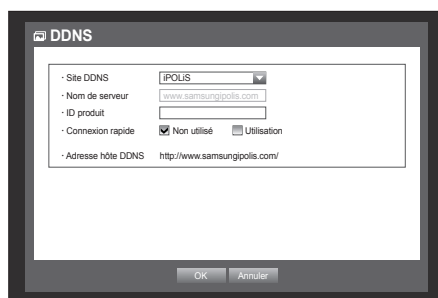 DDNS
· Site DDNS iPOLiS
· Nom de serveur www.samsungipolis.com
· ID produit
· Connexion rapide Non utilisé Utilisation
· Adresse hôte DDNS http://www.samsungipolis.com/
OK Annuler